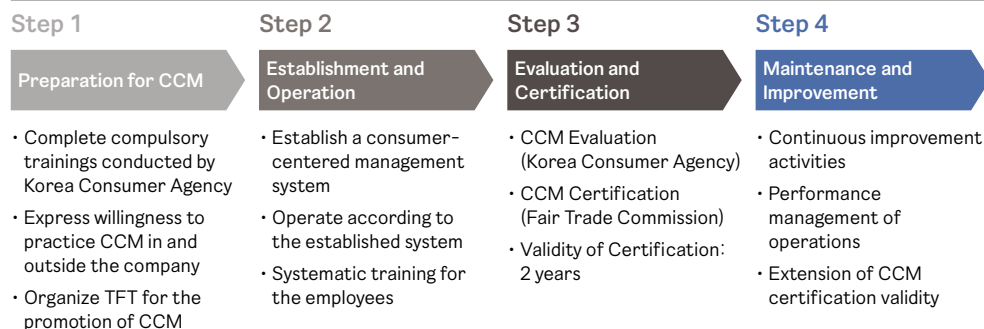 Step 1
Preparation for CCM
• Complete compulsory
trainings conducted by
Korea Consumer Agency
• Express willingness to
practice CCM in and
outside the company
• Organize TFT for the
promotion of CCM
Step 2
Establishment and
Operation
• Establish a consumer-
centered management
system
• Operate according to
the established system
• Systematic training for
the employees
Step 3
Evaluation and
Certification
• CCM Evaluation
(Korea Consumer Agency)
• CCM Certification
(Fair Trade Commission)
• Validity of Certification:
2 years
Step 4
Maintenance and
Improvement
• Continuous improvement
activities
• Performance
management of
operations
• Extension of CCM
certification validity